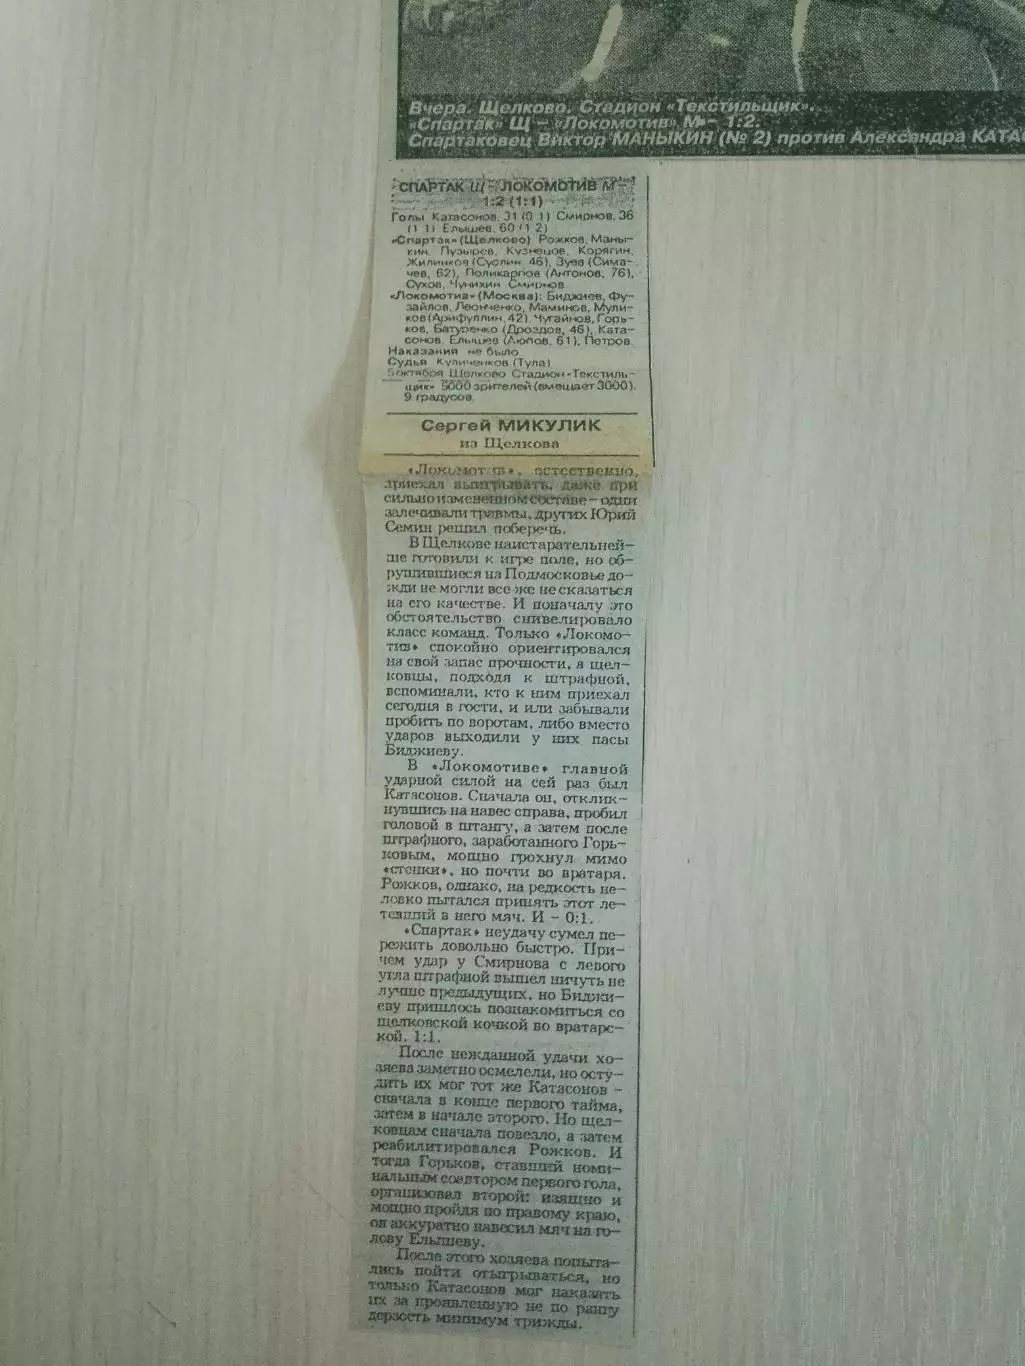 Вчера. Щелково. Стадион «Текстильщик».
«Спартак» Щ – «Локомотив» М – 1:2.
Спартаковец Виктор МАНЫКИН (№ 2) против Александра КАТА
СПАРТАК Щ – ЛОКОМОТИВ М –
1:2 (1:1)
Голы Катасонов, 31 (0 1) Смирнов, 36
(1 1) Елышев, 60 (1 2)
«Спартак» (Щелково) Рожков, Маны-
кин, Пузырев, Кузнецов, Корягин,
Жилинков (Суслин, 46), Зуев (Сима-
чев, 62), Поликарпов (Антонов, 76),
Сухов, Чунихин Смирнов
«Локомотив» (Москва): Биджиев, Фу-
зайлов, Леонченко, Маминов, Мули-
ков (Арифуллин, 42), Чугайнов, Горь-
ков, Батуренко (Дроздов, 46), Ката-
сонов, Елышев (Аюпов, 61), Петров.
Наказаний не было
Судья Куличенков (Тула)
5 октября Щелково Стадион «Тексти­ль-
щик» 5000 зрителей (вмещает 3000).
9 градусов.
Сергей МИКУЛИК
из Щелкова
«Локомотив», естественно,
приехал выигрывать, даже при
сильно измененном составе – одни
залечивали травмы, других Юрий
Семин решил поберечь.
В Щелкове наистарательней-
ше готовили к игре поле, но об-
рушившиеся на Подмосковье до-
жди не могли все же не сказаться
на его качестве. И поначалу это
обстоятельство снивелировало
класс команд. Только «Локомо-
тив» спокойно ориентировался
на свой запас прочности, а щел-
ковцы, подходя к штрафной,
вспоминали, кто к ним приехал
сегодня в гости, и или забывали
пробить по воротам, либо вместо
ударов выходили у них пасы
Биджиеву.
В «Локомотиве» главной
ударной силой на сей раз был
Катасонов. Сначала он, отклик-
нувшись на навес справа, пробил
головой в штангу, а затем после
штрафного, заработанного Горь-
ковым, мощно грохнул мимо
«стенки», но почти во вратаря.
Рожков, однако, на редкость не-
ловко пытался принять этот ле-
тевший в него мяч. И – 0:1.
«Спартак» неудачу сумел пе-
режить довольно быстро. При-
чем удар у Смирнова с левого
угла штрафной вышел ничуть не
лучше предыдущих, но Биджи-
еву пришлось познакомиться со
щелковской кочкой во вратарс-
кой. 1:1.
После нежданной удачи хо-
зяева заметно осмелели, но осту-
дить их мог тот же Катасонов –
сначала в конце первого тайма,
затем в начале второго. Но щел-
ковцам сначала повезло, а затем
реабилитировался Рожков. И
тогда Горьков, ставший номи-
нальным соавтором первого гола,
организовал второй: изящно и
мощно пройдя по правому краю,
он аккуратно навесил мяч на го-
лову Елышеву.
После этого хозяева попыта-
лись пойти отыгрываться, но
только Катасонов мог наказать
их за проявленную не по рангу
дерзость минимум трижды.